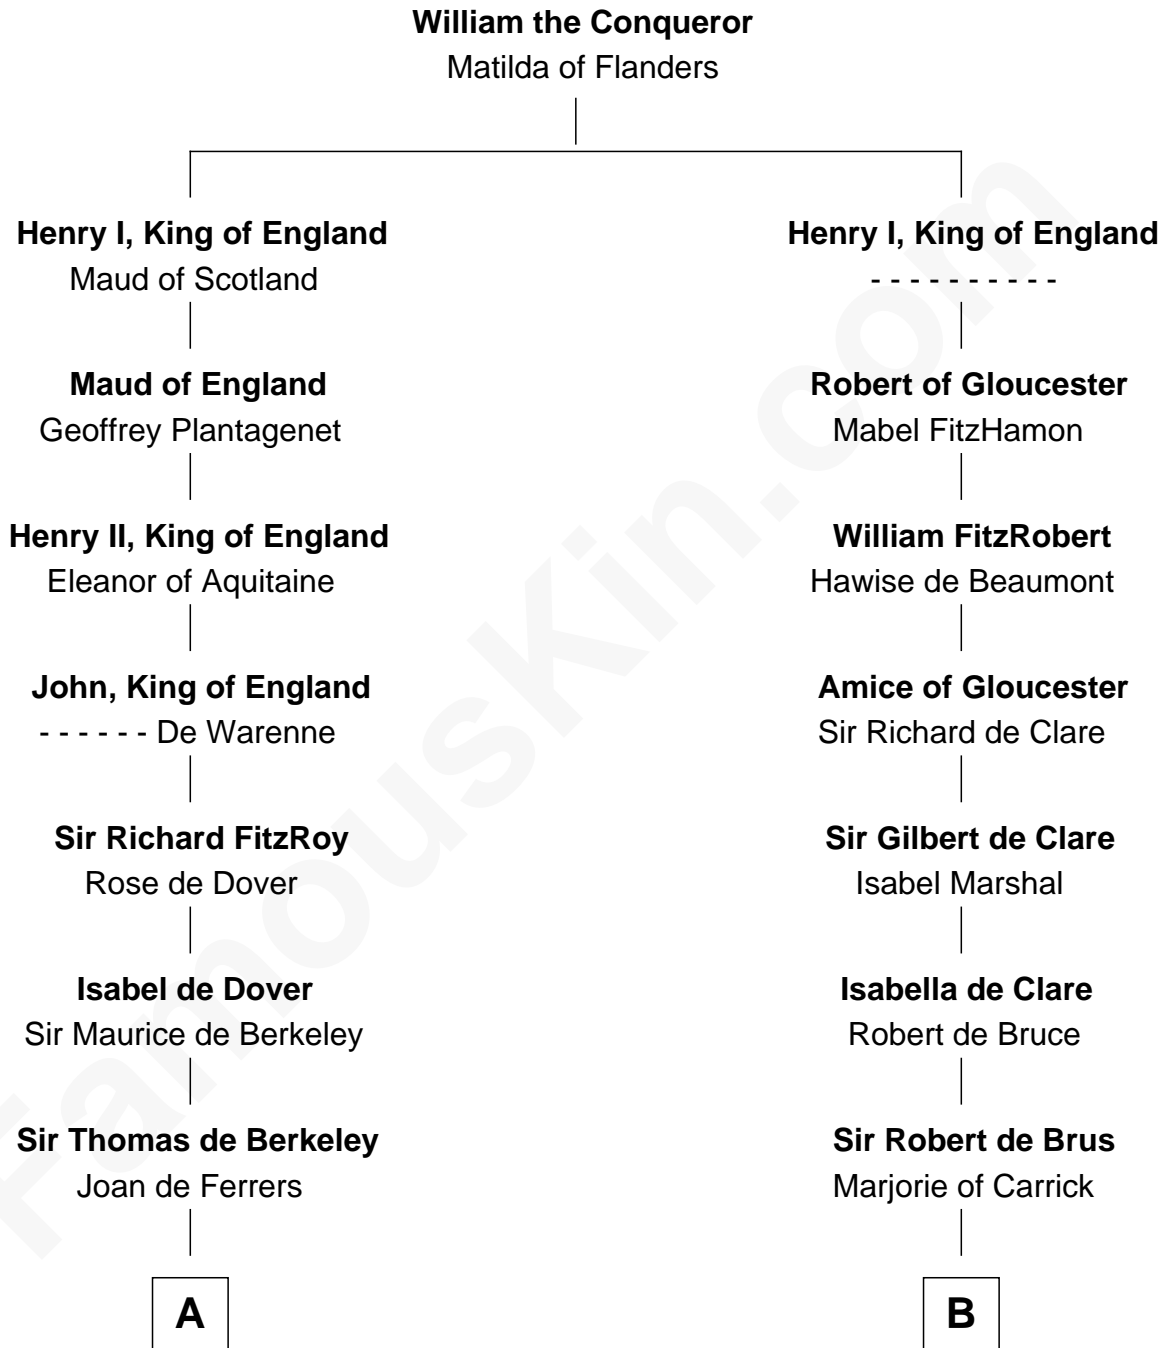 William the Conqueror
Matilda of Flanders
Henry I, King of England
Maud of Scotland
Henry I, King of England
- - - - - - - - - -
Maud of England
Geoffrey Plantagenet
Robert of Gloucester
Mabel FitzHamon
Henry II, King of England
Eleanor of Aquitaine
William FitzRobert
Hawise de Beaumont
John, King of England
- - - - - - De Warenne
Amice of Gloucester
Sir Richard de Clare
Sir Richard FitzRoy
Rose de Dover
Sir Gilbert de Clare
Isabel Marshal
Isabel de Dover
Sir Maurice de Berkeley
Isabella de Clare
Robert de Bruce
Sir Thomas de Berkeley
Joan de Ferrers
Sir Robert de Brus
Marjorie of Carrick
A
B
FamousKin.com